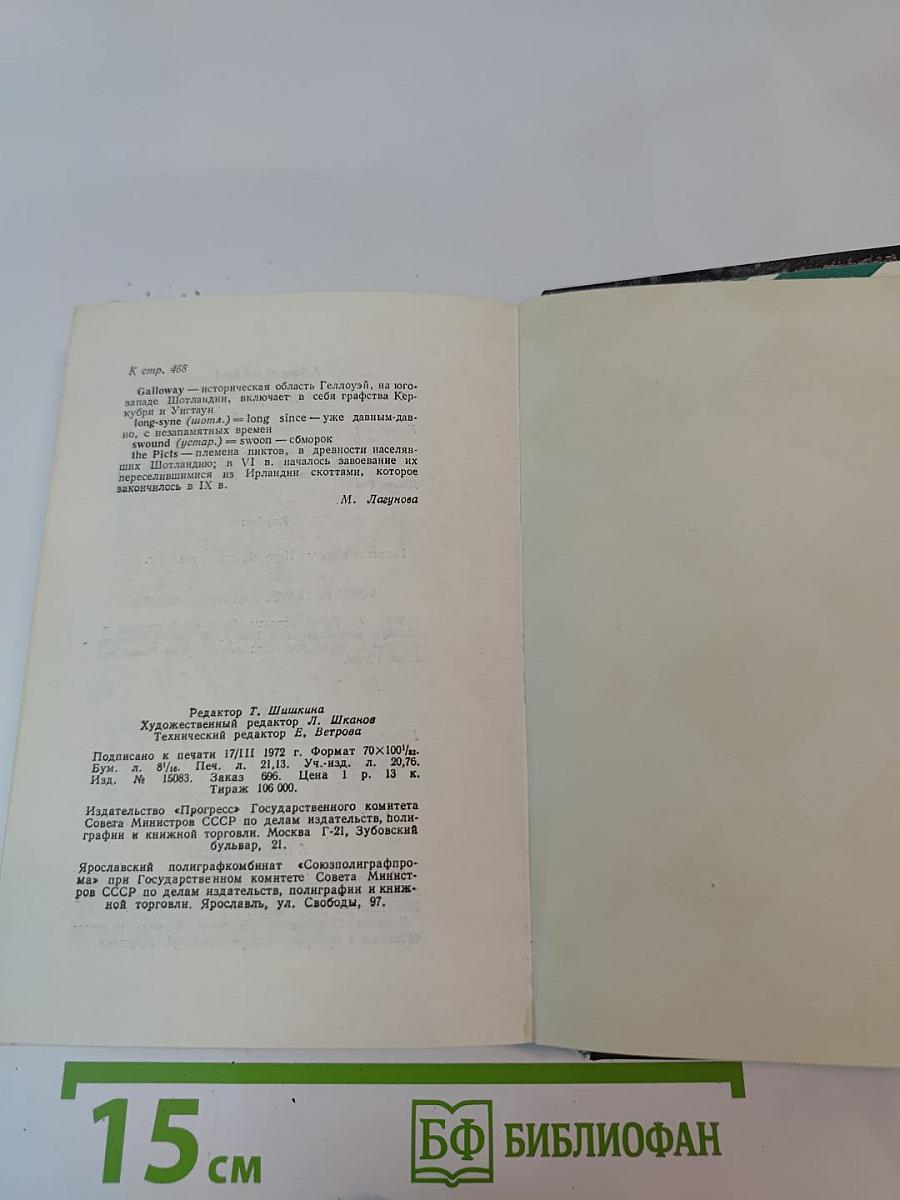 К стр. 468
Galloway — историческая область Геллоуэй, на юго-
западе Шотландии, включает в себя графства Кер-
кубри и Уигтаун
long-syne (шотл.) = long since — уже давным-дав-
но, с незапамятных времен
swound (устар.) = swoon — сбморок
the Picts — племена пиктов, в древности населяв-
ших Шотландию; в VI в. началось завоевание их
переселившимися из Ирландии скоттами, которое
закончилось в IX в.
М. Лагунова
Редактор Т. Шишкина
Художественный редактор Л. Шканов
Технический редактор Е. Ветрова
Подписано к печати 17/III 1972 г. Формат 70×100¹/₃₂.
Бум. л. 8¹/₁₆. Печ. л. 21,13. Уч.-изд. л. 20,76.
Изд. № 15083. Заказ 696. Цена 1 р. 13 к.
Тираж 106 000.
Издательство «Прогресс» Государственного комитета
Совета Министров СССР по делам издательств, поли-
графии и книжной торговли. Москва Г-21, Зубовский
бульвар, 21.
Ярославский полиграфкомбинат «Союзполиграфпро-
ма» при Государственном комитете Совета Минист-
ров СССР по делам издательств, полиграфии и книж-
ной торговли. Ярославль, ул. Свободы, 97.
15 см
БФ БИБЛИОФАН